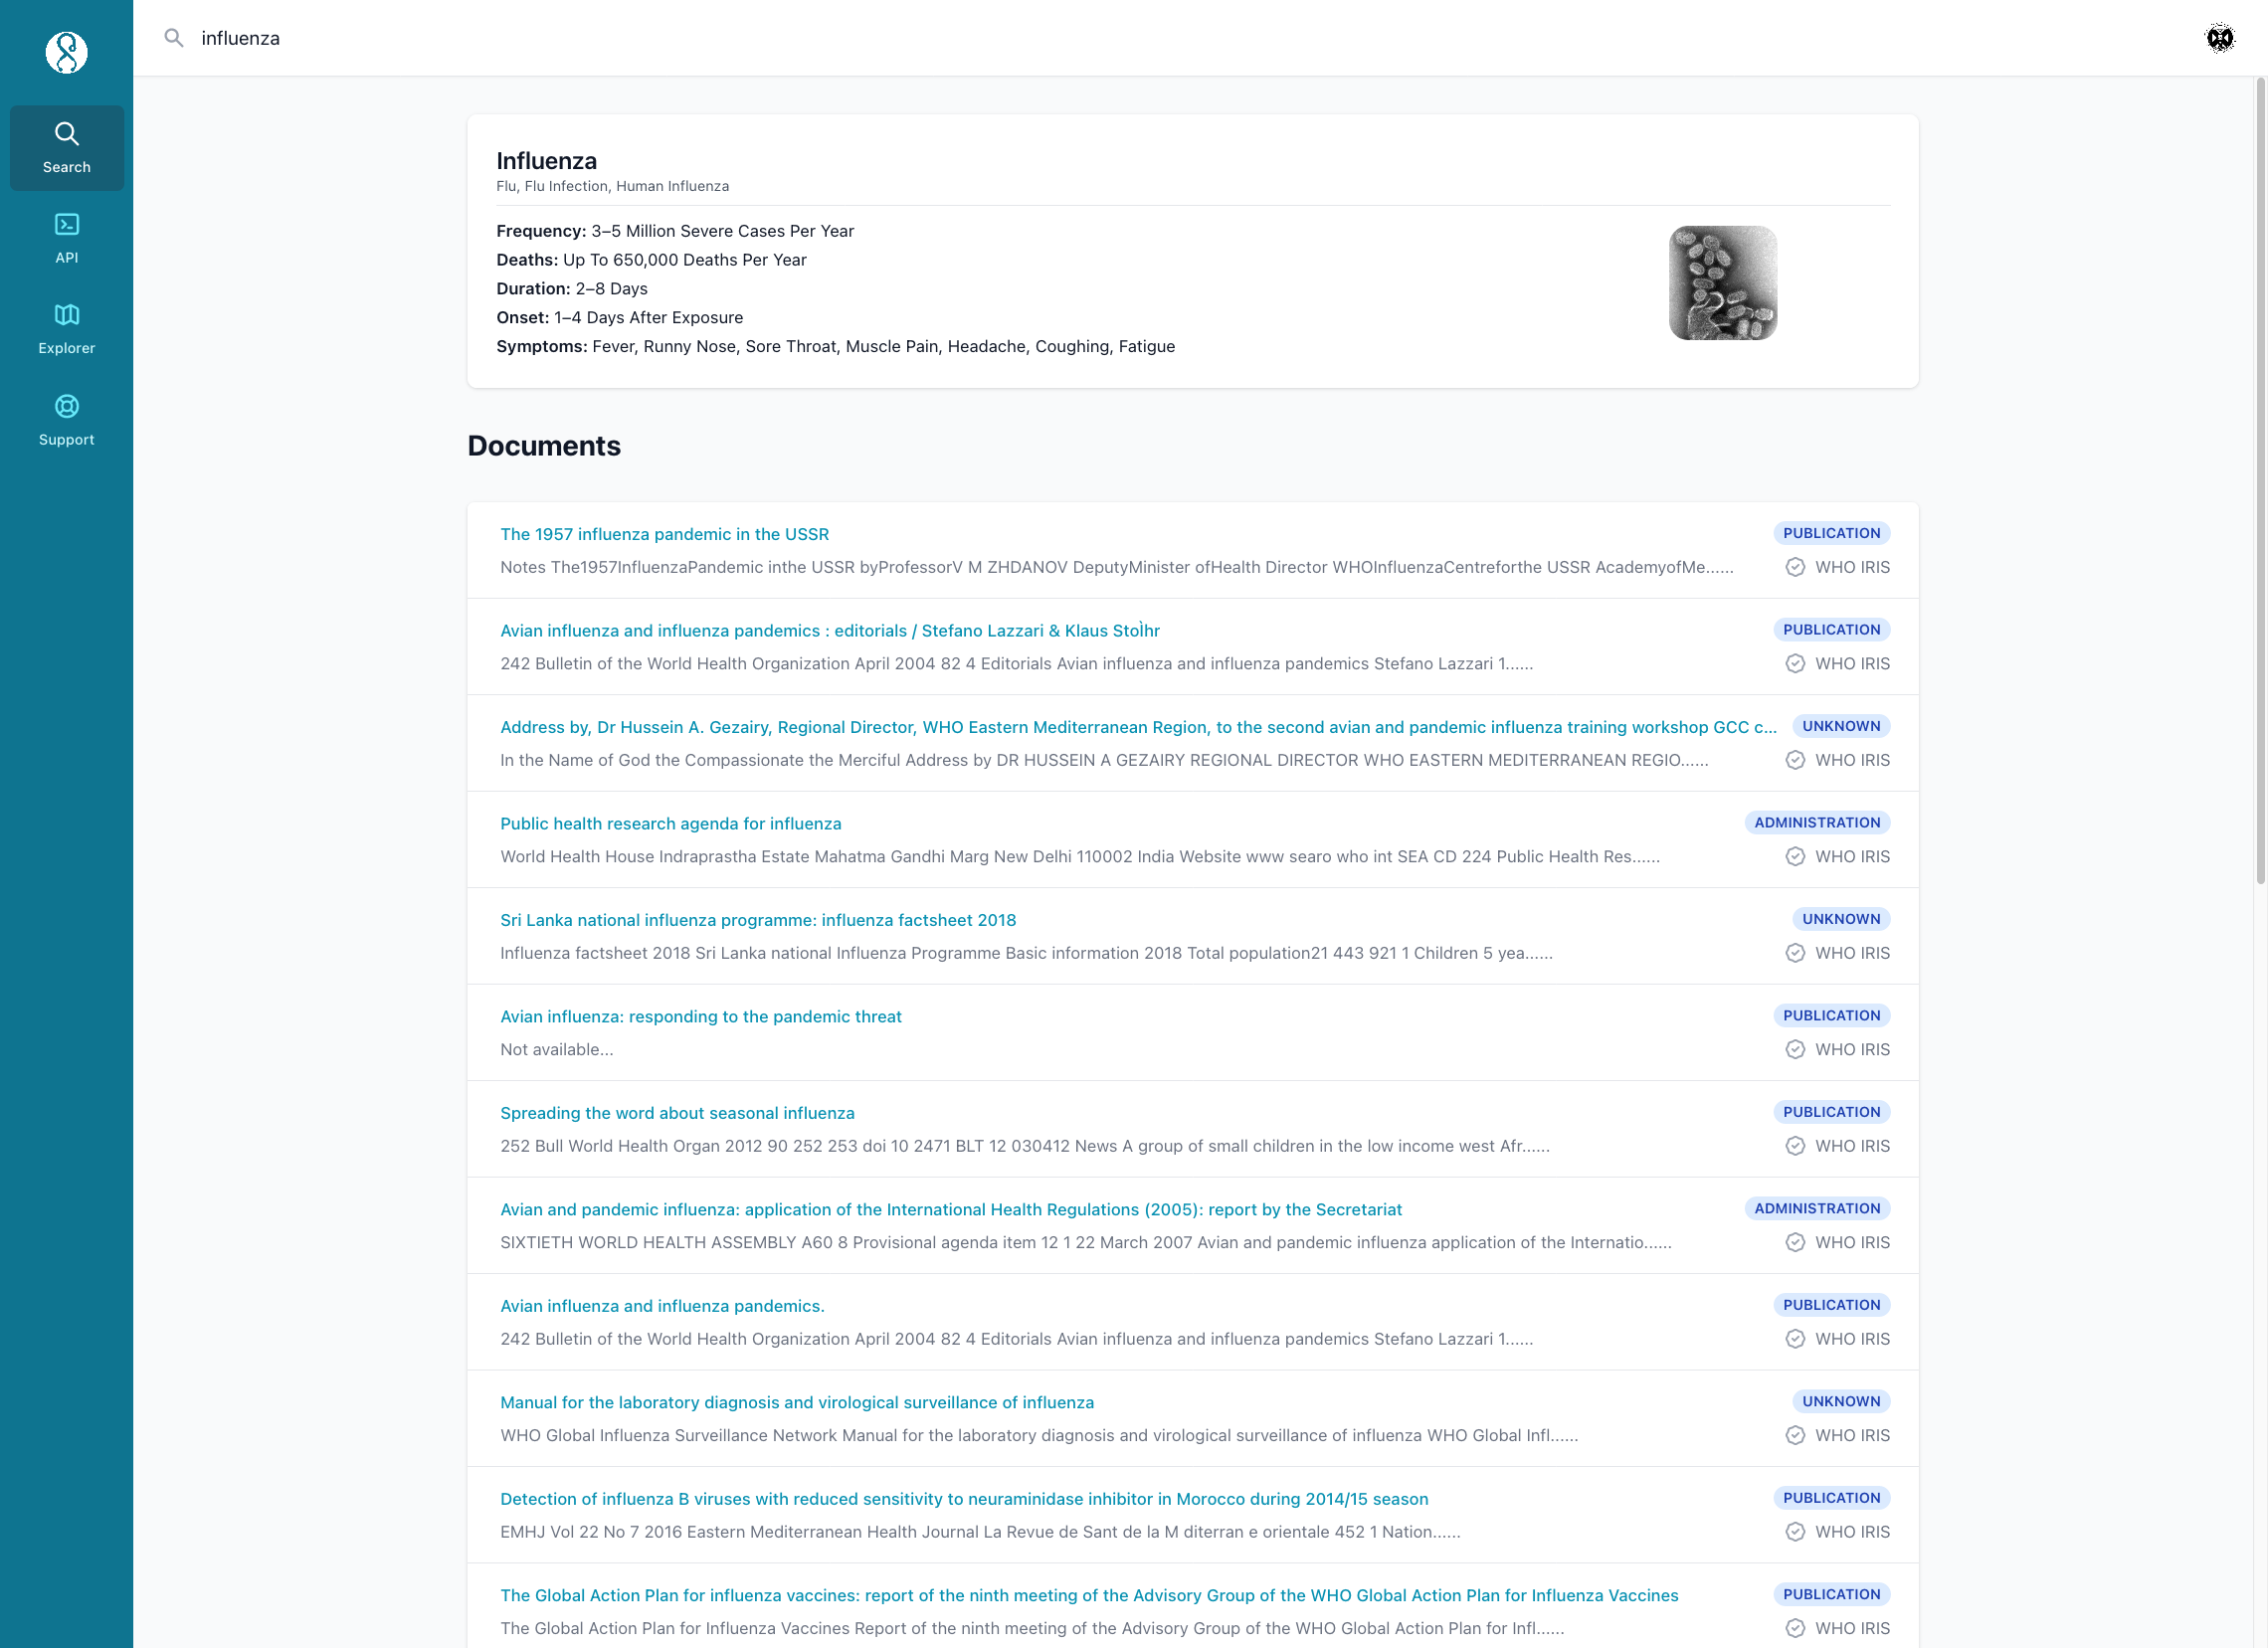 influenza
Search
API
Explorer
Support
Influenza
Flu, Flu Infection, Human Influenza
Frequency: 3–5 Million Severe Cases Per Year
Deaths: Up To 650,000 Deaths Per Year
Duration: 2–8 Days
Onset: 1–4 Days After Exposure
Symptoms: Fever, Runny Nose, Sore Throat, Muscle Pain, Headache, Coughing, Fatigue
Documents
The 1957 influenza pandemic in the USSR PUBLICATION
Notes The1957InfluenzaPandemic inthe USSR byProfessorV M ZHDANOV DeputyMinister ofHealth Director WHOInfluenzaCentreforthe USSR AcademyofMe...... WHO IRIS
Avian influenza and influenza pandemics : editorials / Stefano Lazzari & Klaus StoÌhr PUBLICATION
242 Bulletin of the World Health Organization April 2004 82 4 Editorials Avian influenza and influenza pandemics Stefano Lazzari 1...... WHO IRIS
Address by, Dr Hussein A. Gezairy, Regional Director, WHO Eastern Mediterranean Region, to the second avian and pandemic influenza training workshop GCC c... UNKNOWN
In the Name of God the Compassionate the Merciful Address by DR HUSSEIN A GEZAIRY REGIONAL DIRECTOR WHO EASTERN MEDITERRANEAN REGIO...... WHO IRIS
Public health research agenda for influenza ADMINISTRATION
World Health House Indraprastha Estate Mahatma Gandhi Marg New Delhi 110002 India Website www searo who int SEA CD 224 Public Health Res...... WHO IRIS
Sri Lanka national influenza programme: influenza factsheet 2018 UNKNOWN
Influenza factsheet 2018 Sri Lanka national Influenza Programme Basic information 2018 Total population21 443 921 1 Children 5 yea...... WHO IRIS
Avian influenza: responding to the pandemic threat PUBLICATION
Not available... WHO IRIS
Spreading the word about seasonal influenza PUBLICATION
252 Bull World Health Organ 2012 90 252 253 doi 10 2471 BLT 12 030412 News A group of small children in the low income west Afr...... WHO IRIS
Avian and pandemic influenza: application of the International Health Regulations (2005): report by the Secretariat ADMINISTRATION
SIXTIETH WORLD HEALTH ASSEMBLY A60 8 Provisional agenda item 12 1 22 March 2007 Avian and pandemic influenza application of the Internatio...... WHO IRIS
Avian influenza and influenza pandemics. PUBLICATION
242 Bulletin of the World Health Organization April 2004 82 4 Editorials Avian influenza and influenza pandemics Stefano Lazzari 1...... WHO IRIS
Manual for the laboratory diagnosis and virological surveillance of influenza UNKNOWN
WHO Global Influenza Surveillance Network Manual for the laboratory diagnosis and virological surveillance of influenza WHO Global Infl...... WHO IRIS
Detection of influenza B viruses with reduced sensitivity to neuraminidase inhibitor in Morocco during 2014/15 season PUBLICATION
EMHJ Vol 22 No 7 2016 Eastern Mediterranean Health Journal La Revue de Sant de la M diterran e orientale 452 1 Nation...... WHO IRIS
The Global Action Plan for influenza vaccines: report of the ninth meeting of the Advisory Group of the WHO Global Action Plan for Influenza Vaccines PUBLICATION
The Global Action Plan for Influenza Vaccines Report of the ninth meeting of the Advisory Group of the WHO Global Action Plan for Infl...... WHO IRIS